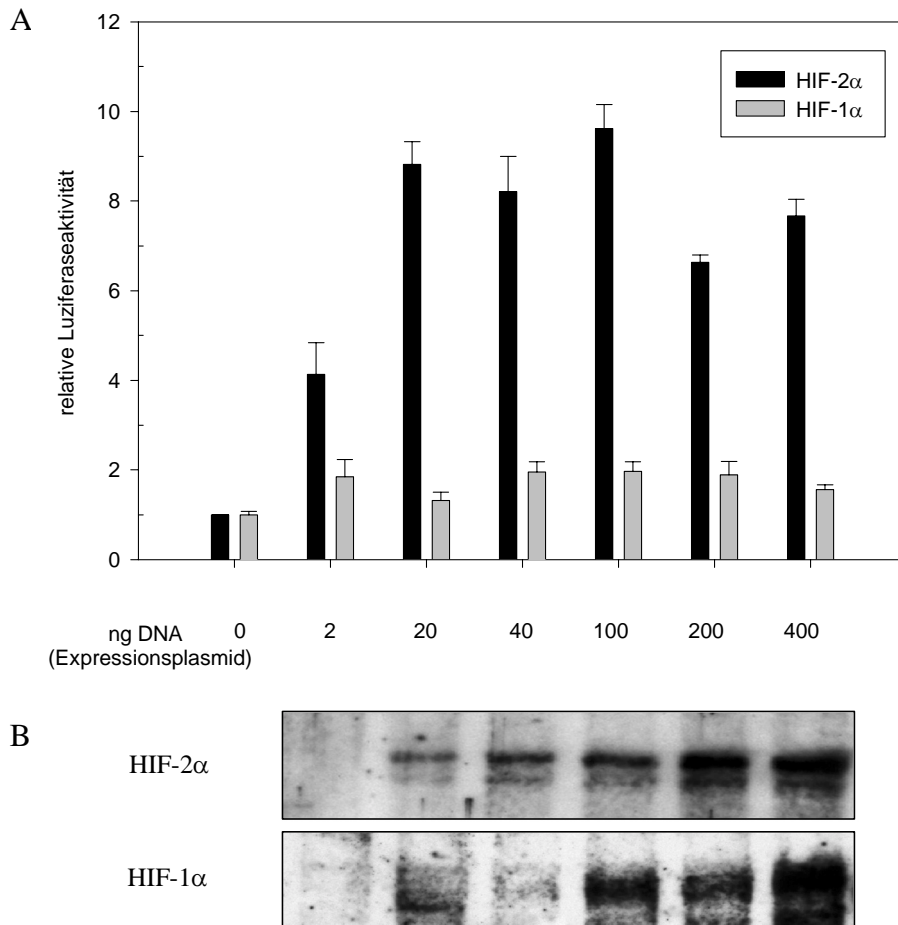 A
12
10
8
6
4
2
0
relative Luziferaseaktivität
HIF-2α
HIF-1α
ng DNA 0 2 20 40 100 200 400
(Expressionsplasmid)
B
HIF-2α
HIF-1α